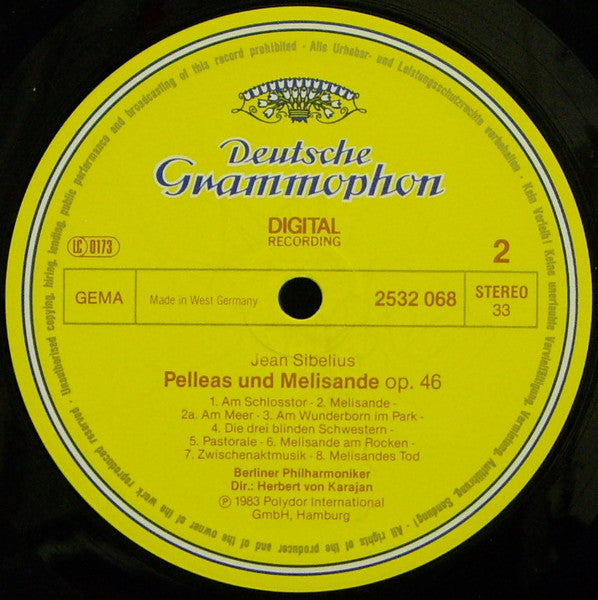 Deutsche
Grammophon
DIGITAL
RECORDING
LC 0173
2
GEMA
Made in West Germany
2532 068
STEREO
33
Jean Sibelius
Pelleas und Melisande op. 46
1. Am Schlosstor - 2. Melisande -
2a. Am Meer - 3. Am Wunderborn im Park -
4. Die drei blinden Schwestern -
5. Pastorale - 6. Melisande am Rocken -
7. Zwischenaktmusik - 8. Melisandes Tod
Berliner Philharmoniker
Dir.: Herbert von Karajan
Ⓟ 1983 Polydor International
GmbH, Hamburg
Alle Urheber- und Leistungsschutzrechte vorbehalten · Kein Verleih! Keine unerlaubte Vervielfältigung, Vermietung, Aufführung, Sendung! · All rights of the producer and of the owner of the work reproduced reserved · Unauthorised copying, hiring, lending, public performance and broadcasting of this record prohibited ·